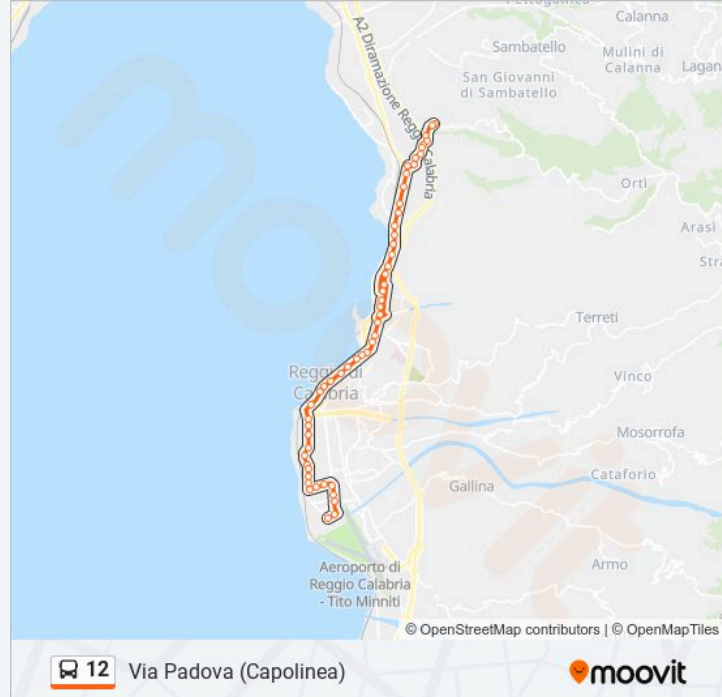 Pettogallico
Calanna
Sambatello
Mulini di
Calanna
Lagan
San Giovanni
di Sambatello
A2 Diramazione Reggio Calabria
Ortì
Arasì
Stra
Terreti
Reggio di
Calabria
Vinco
Mosorrofa
Cataforio
Gallina
Armo
Aeroporto di
Reggio Calabria
- Tito Minniti
© OpenStreetMap contributors | © OpenMapTiles
12 Via Padova (Capolinea)
moovit